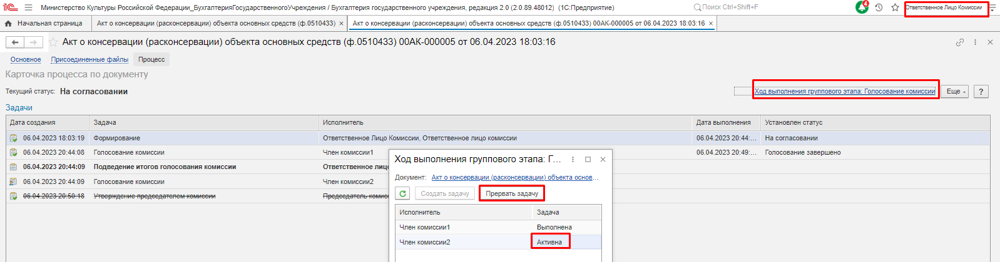 1С Министерство Культуры Российской Федерации_БухгалтерияГосударственногоУчреждения / Бухгалтерия государственного учреждения, редакция 2.0 (2.0.89.48012) (1С:Предприятие) Поиск Ctrl+Shift+F 4 Ответственное Лицо Комиссии
Начальная страница Акт о консервации (расконсервации) объекта основных средств (ф.0510433) × Акт о консервации (расконсервации) объекта основных средств (ф.0510433) 00АК-000005 от 06.04.2023 18:03:16 ×
Акт о консервации (расконсервации) объекта основных средств (ф.0510433) 00АК-000005 от 06.04.2023 18:03:16
Основное Присоединенные файлы Процесс
Карточка процесса по документу
Текущий статус: На согласовании Ход выполнения группового этапа: Голосование комиссии Еще ?
Задачи
Дата создания Задача Исполнитель Дата выполнения Установлен статус
06.04.2023 18:03:19 Формирование Ответственное Лицо Комиссии, Ответственное лицо комиссии 06.04.2023 20:44:... На согласовании
06.04.2023 20:44:08 Голосование комиссии Член комиссии1 06.04.2023 20:49:... Голосование завершено
06.04.2023 20:44:09 Подведение итогов голосования комиссии Ответственное лицо
06.04.2023 20:44:09 Голосование комиссии Член комиссии2
06.04.2023 20:50:18 Утверждение председателем комиссии Председатель комисс
Ход выполнения группового этапа: Г...
Документ: Акт о консервации (расконсервации) объекта основ...
Создать задачу Прервать задачу
Исполнитель Задача
Член комиссии1 Выполнена
Член комиссии2 Активна